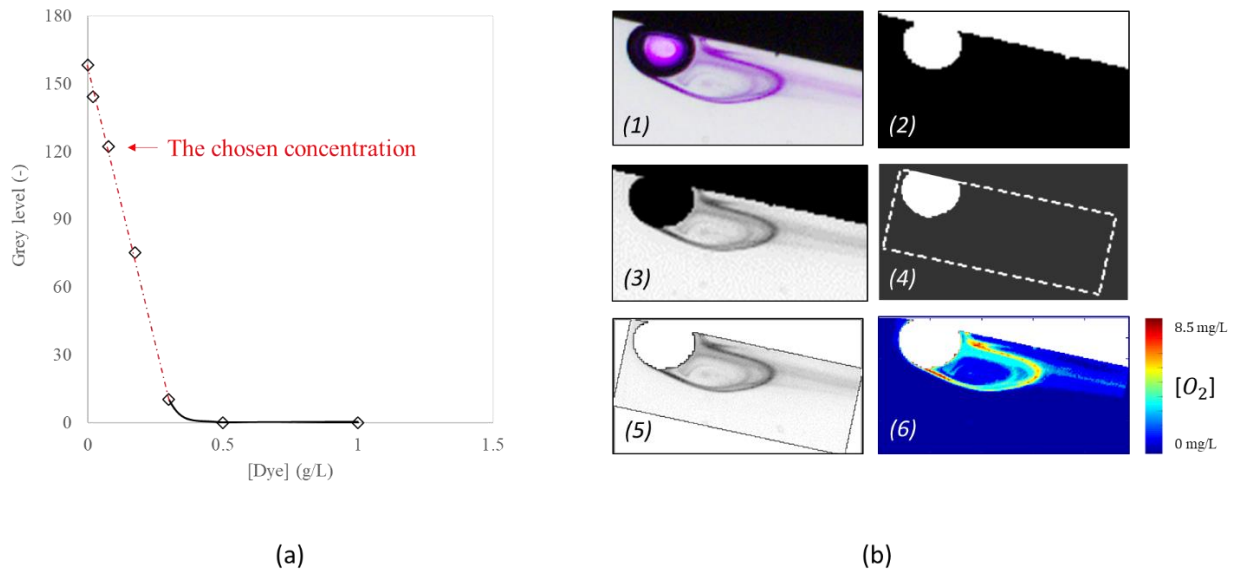 180
150
120
90
60
30
0
Grey level (-)
The chosen concentration
0
0.5
1
1.5
[Dye] (g/L)
(a)
(1)
(2)
(3)
(4)
(5)
(6)
8.5 mg/L
[O₂]
0 mg/L
(b)